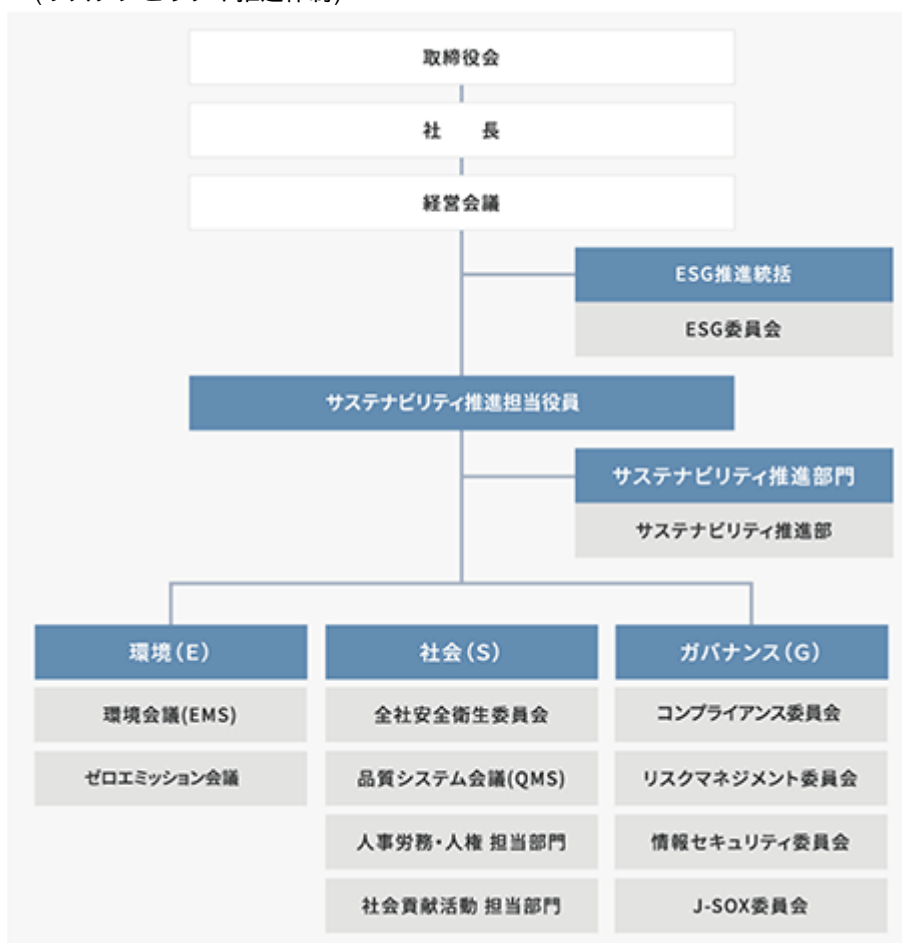 取締役会
社　長
経営会議
ESG推進統括
ESG委員会
サステナビリティ推進担当役員
サステナビリティ推進部門
サステナビリティ推進部
環境(E)
環境会議(EMS)
ゼロエミッション会議
社会(S)
全社安全衛生委員会
品質システム会議(QMS)
人事労務・人権 担当部門
社会貢献活動 担当部門
ガバナンス(G)
コンプライアンス委員会
リスクマネジメント委員会
情報セキュリティ委員会
J-SOX委員会